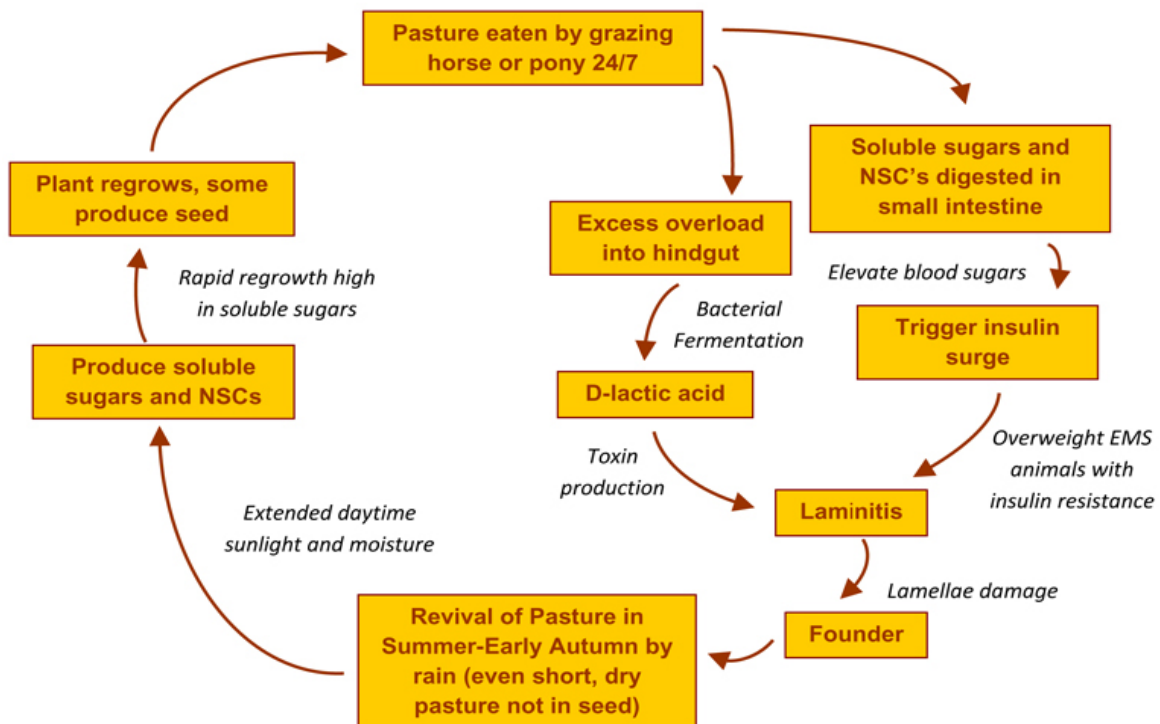 Pasture eaten by grazing
horse or pony 24/7
Soluble sugars and
NSC's digested in
small intestine
Plant regrows, some
produce seed
Excess overload
into hindgut
Elevate blood sugars
Rapid regrowth high
in soluble sugars
Bacterial
Fermentation
Trigger insulin
surge
Produce soluble
sugars and NSCs
D-lactic acid
Overweight EMS
animals with
insulin resistance
Toxin
production
Laminitis
Extended daytime
sunlight and moisture
Lamellae damage
Revival of Pasture in
Summer-Early Autumn by
rain (even short, dry
pasture not in seed)
Founder